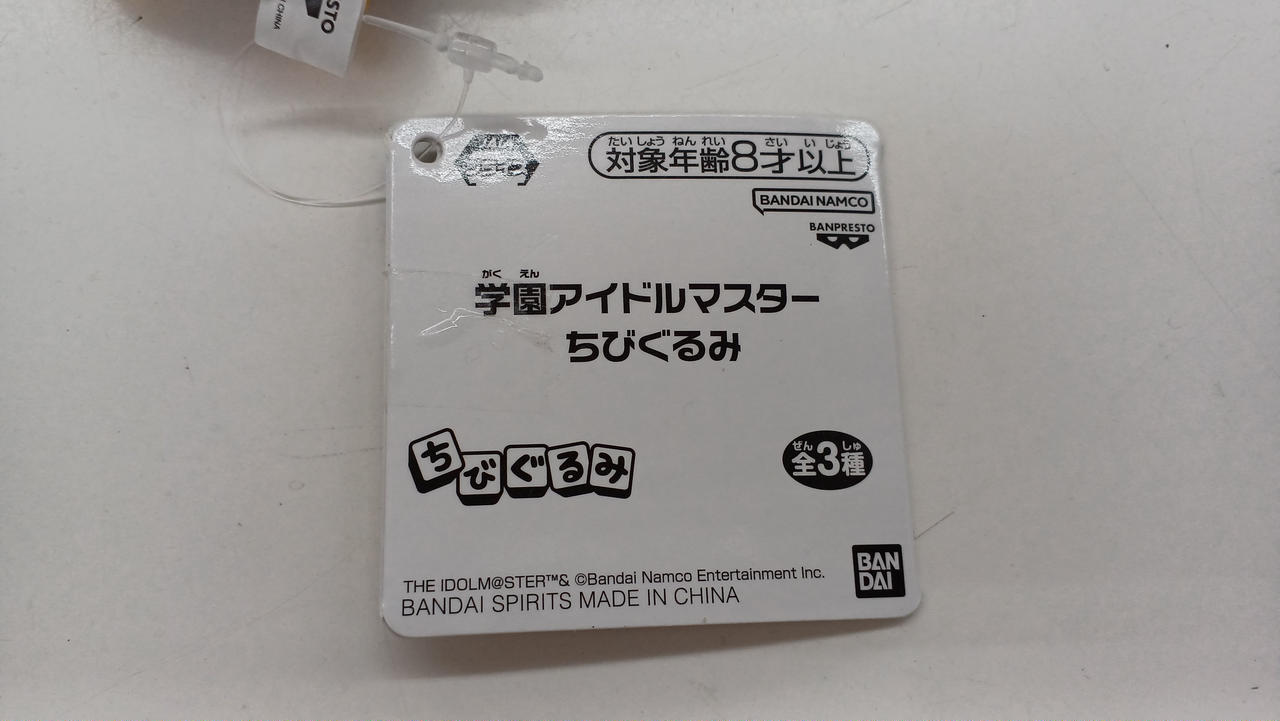 STO
CHINA
たいしょう ねん れい さい い じょう
対象年齢8才以上
BANDAI NAMCO
BANPRESTO
がく えん
学園アイドルマスター
ちびぐるみ
ちびぐるみ
ぜん しゅ
全3種
THE IDOLM@STER™& ©Bandai Namco Entertainment Inc.
BANDAI SPIRITS MADE IN CHINA
BAN
DAI